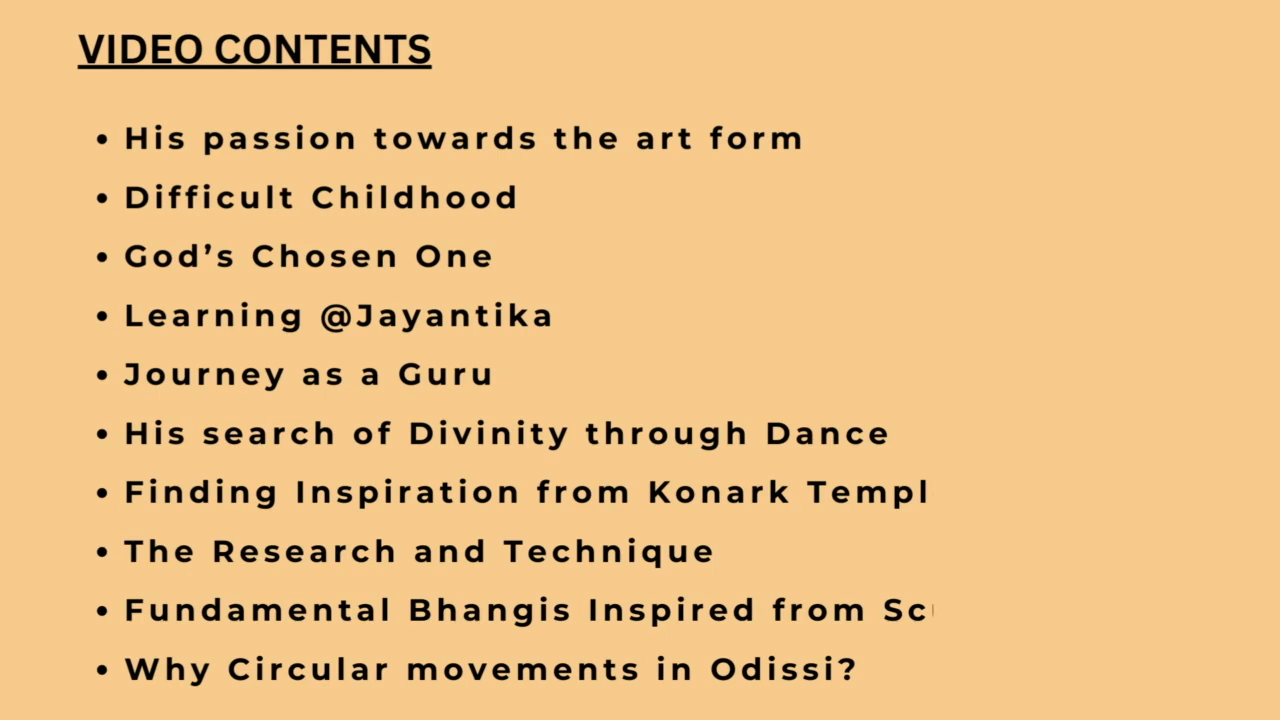 VIDEO CONTENTS
• His passion towards the art form
• Difficult Childhood
• God's Chosen One
• Learning @Jayantika
• Journey as a Guru
• His search of Divinity through Dance
• Finding Inspiration from Konark Templ
• The Research and Technique
• Fundamental Bhangis Inspired from
• Why Circular movements in Odissi?